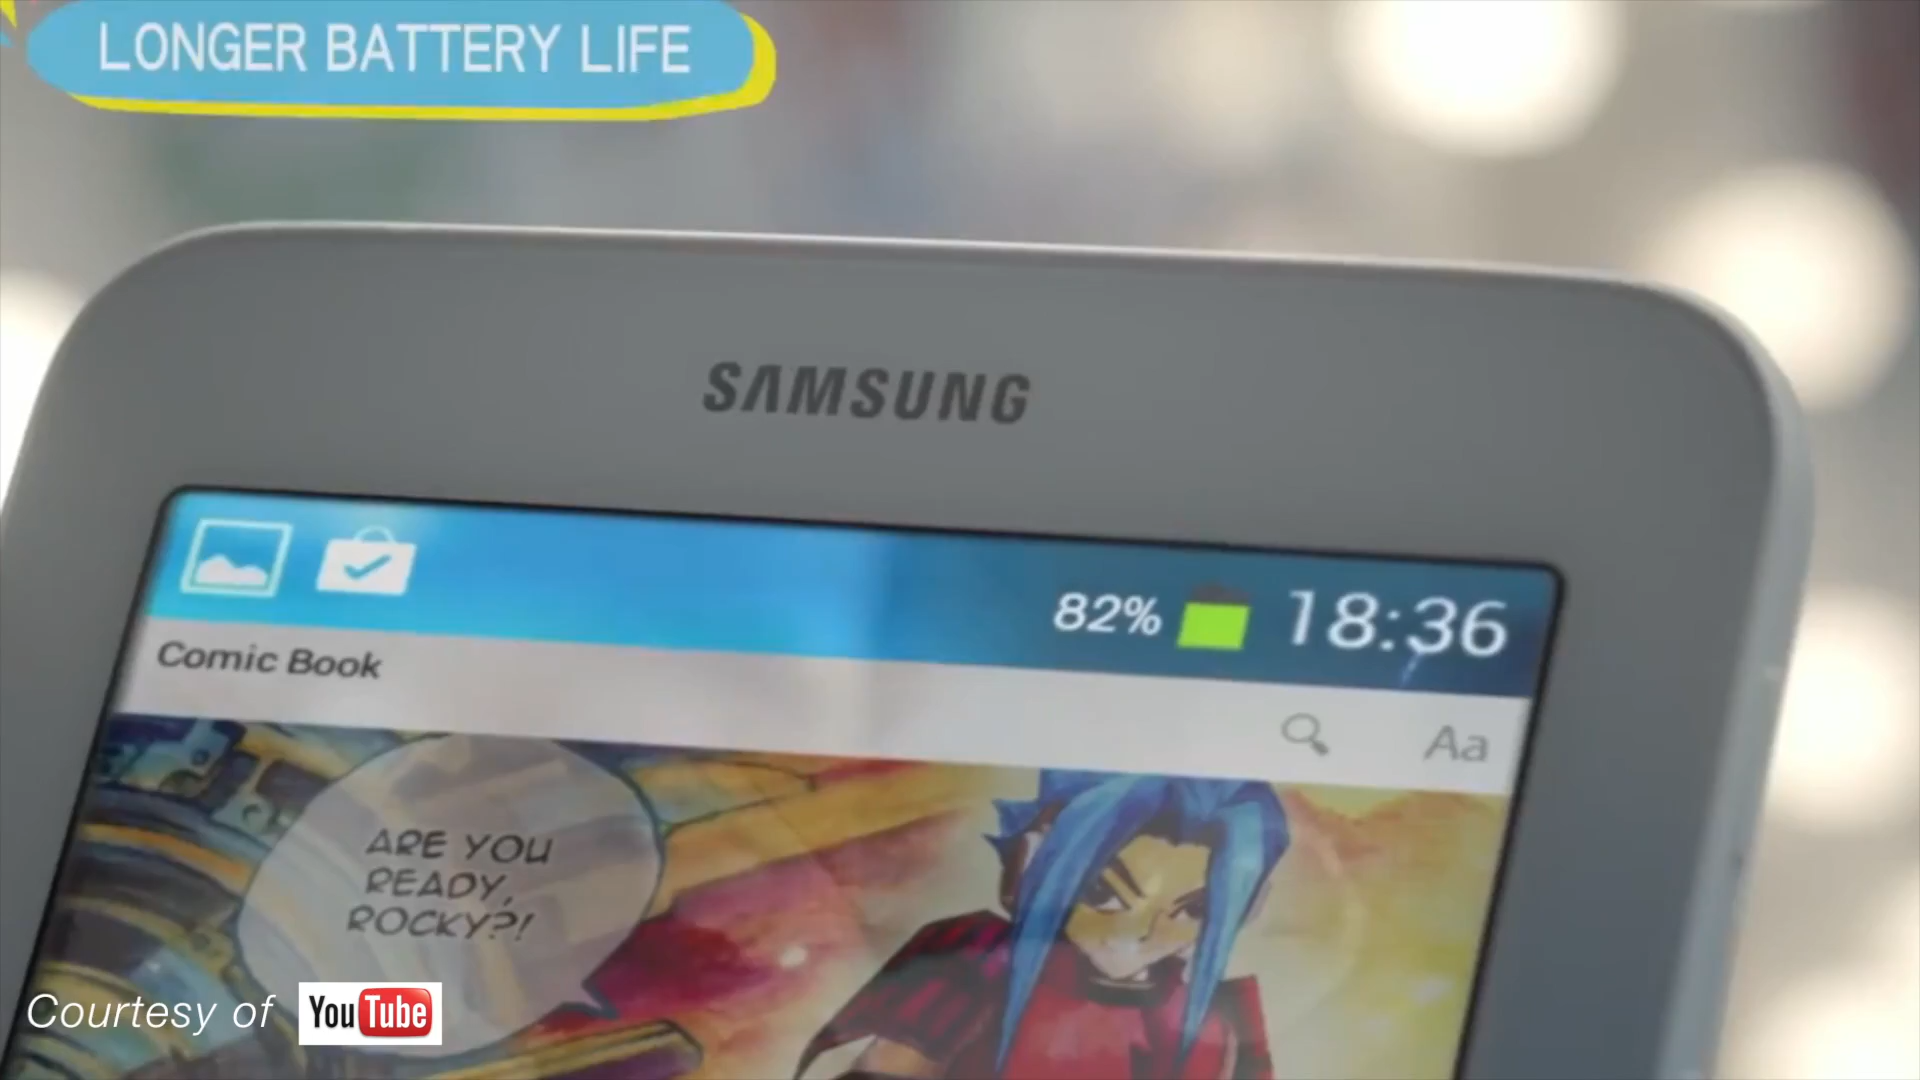 LONGER BATTERY LIFE
SAMSUNG
82% 18:36
Comic Book
Aa
ARE YOU
READY,
ROCKY?!
Courtesy of YouTube